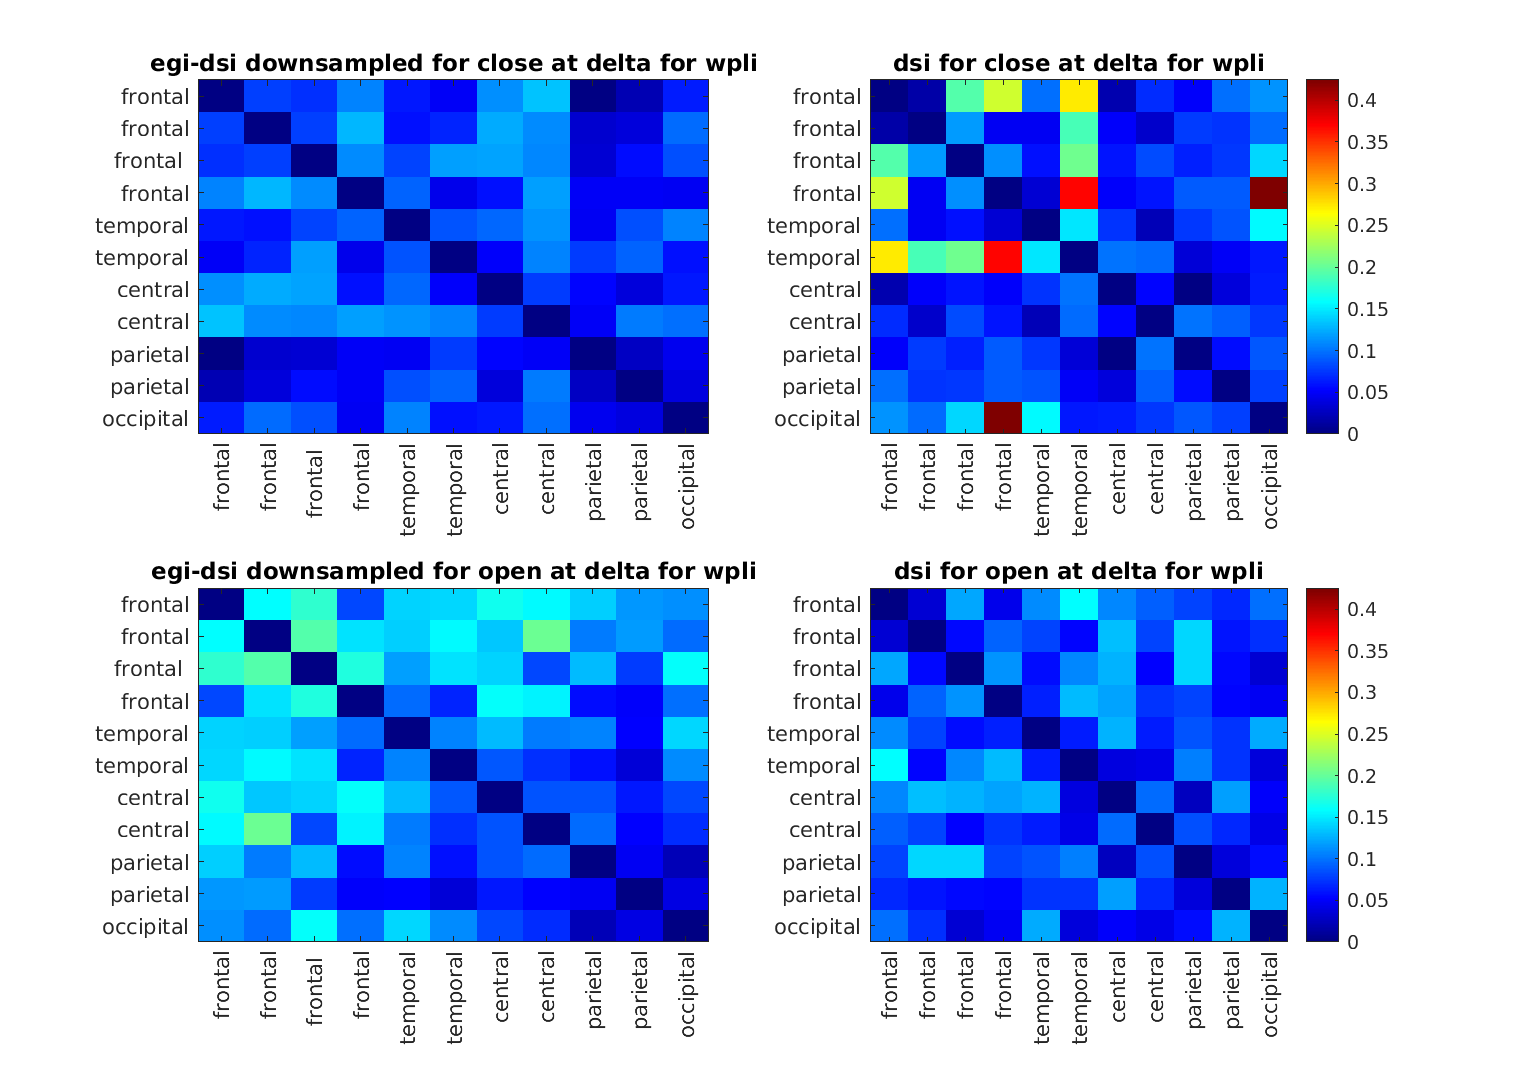 egi-dsi downsampled for close at delta for wpli
frontal
frontal
frontal
frontal
temporal
temporal
central
central
parietal
parietal
occipital
frontal
frontal
frontal
frontal
temporal
temporal
central
central
parietal
parietal
occipital
dsi for close at delta for wpli
frontal
frontal
frontal
frontal
temporal
temporal
central
central
parietal
parietal
occipital
frontal
frontal
frontal
frontal
temporal
temporal
central
central
parietal
parietal
occipital
0.4
0.35
0.3
0.25
0.2
0.15
0.1
0.05
0
egi-dsi downsampled for open at delta for wpli
frontal
frontal
frontal
frontal
temporal
temporal
central
central
parietal
parietal
occipital
frontal
frontal
frontal
frontal
temporal
temporal
central
central
parietal
parietal
occipital
dsi for open at delta for wpli
frontal
frontal
frontal
frontal
temporal
temporal
central
central
parietal
parietal
occipital
frontal
frontal
frontal
frontal
temporal
temporal
central
central
parietal
parietal
occipital
0.4
0.35
0.3
0.25
0.2
0.15
0.1
0.05
0